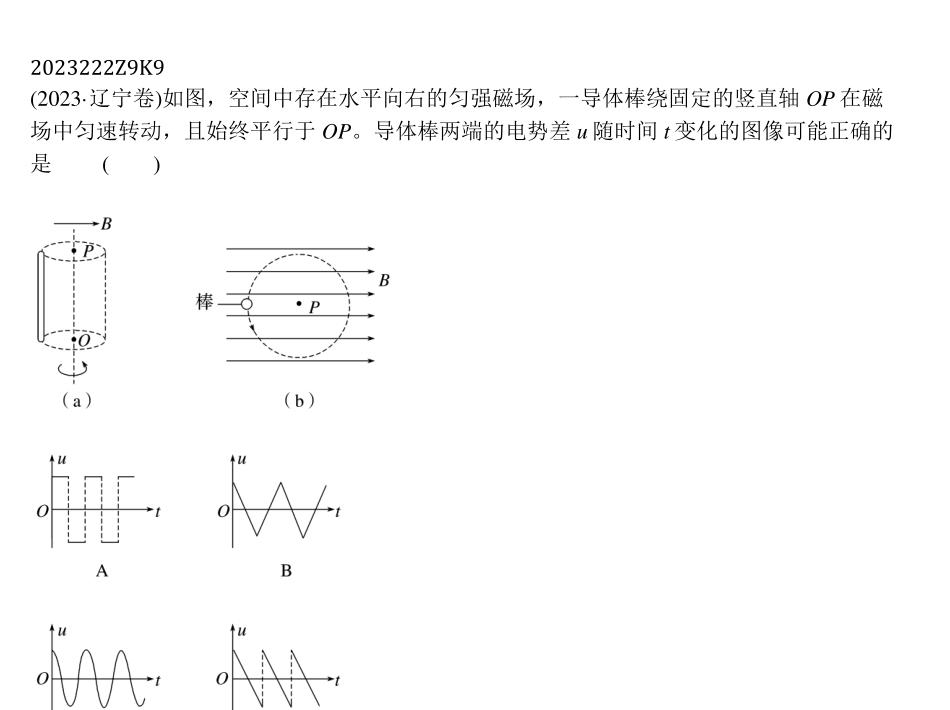 2023222Z9K9
(2023·辽宁卷)如图，空间中存在水平向右的匀强磁场，一导体棒绕固定的竖直轴 OP 在磁
场中匀速转动，且始终平行于 OP。导体棒两端的电势差 u 随时间 t 变化的图像可能正确的
是 ( )
B
P
O
(a)
B
棒
P
(b)
u
O
t
A
u
O
t
B
u
O
t
u
O
t